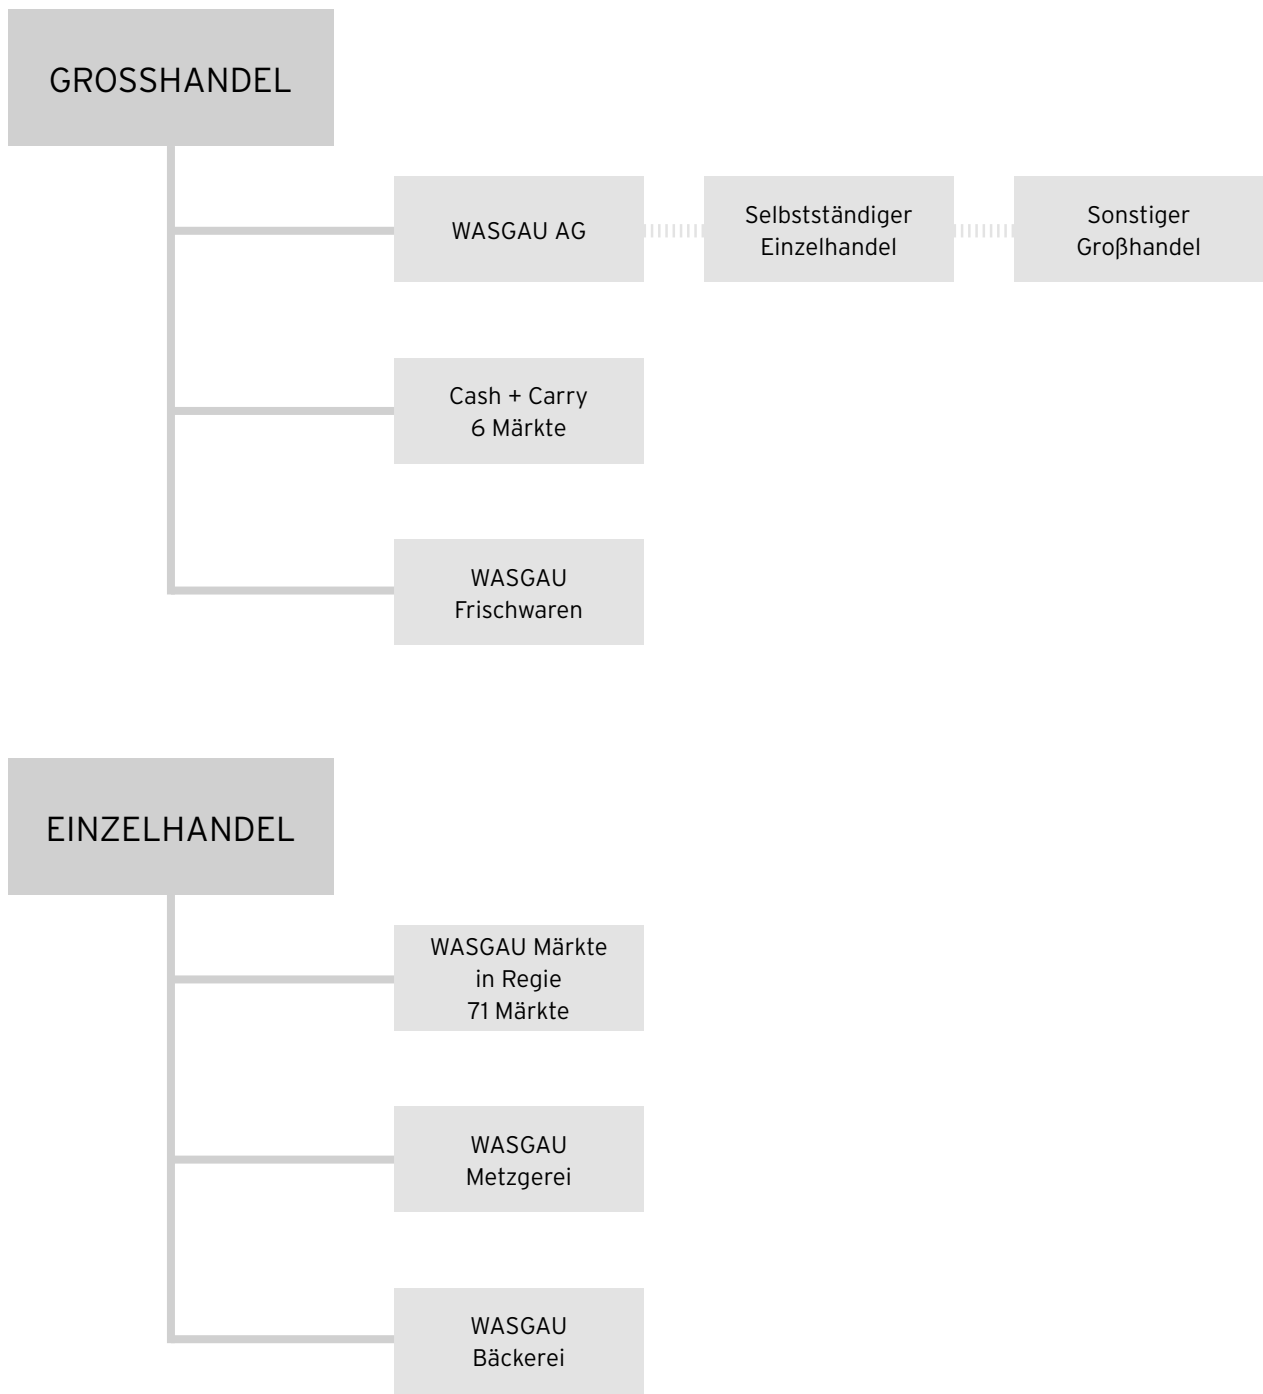 GROSSHANDEL
WASGAU AG
Selbstständiger
Einzelhandel
Sonstiger
Großhandel
Cash + Carry
6 Märkte
WASGAU
Frischwaren
EINZELHANDEL
WASGAU Märkte
in Regie
71 Märkte
WASGAU
Metzgerei
WASGAU
Bäckerei